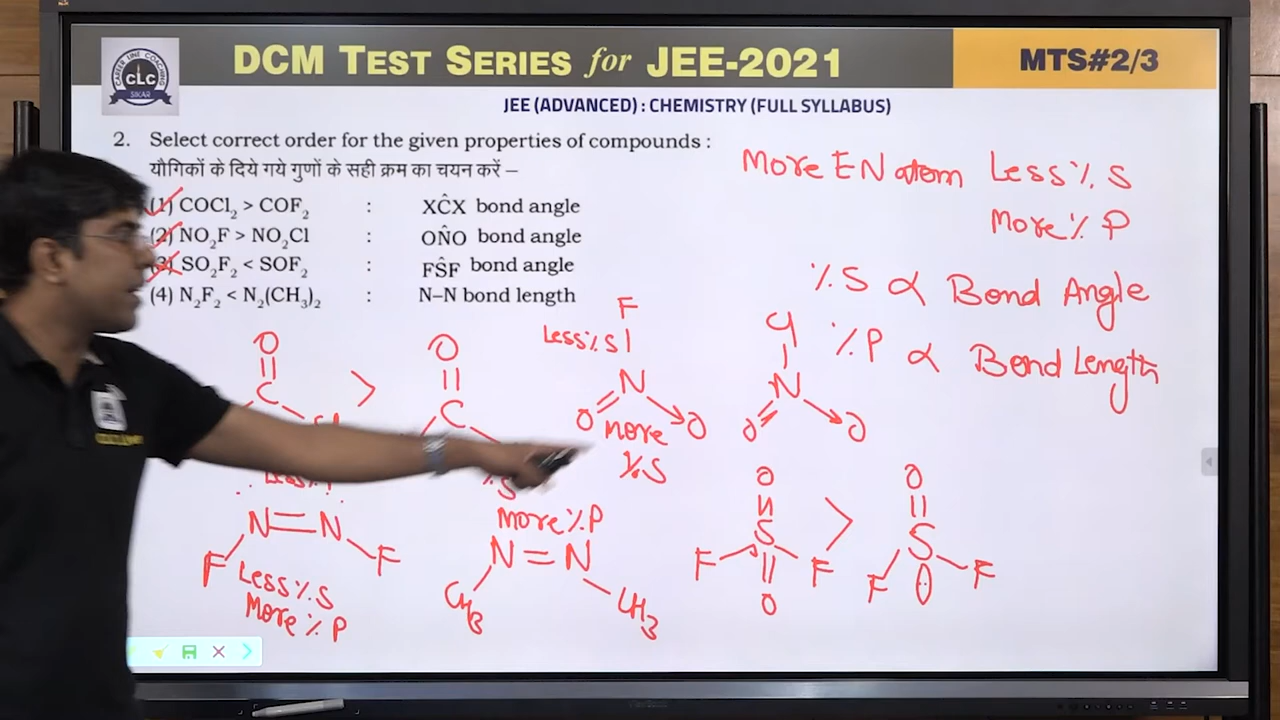 DCM TEST SERIES for JEE-2021
MTS#2/3
CAREER LINE COACHING
CLC
SIKAR
JEE (ADVANCED) : CHEMISTRY (FULL SYLLABUS)
2. Select correct order for the given properties of compounds :
यौगिकों के दिये गये गुणों के सही क्रम का चयन करें –
(1) COCl₂ > COF₂ : XĈX bond angle
(2) NO₂F > NO₂Cl : ON̂O bond angle
(3) SO₂F₂ < SOF₂ : FŜF bond angle
(4) N₂F₂ < N₂(CH₃)₂ : N–N bond length
More EN atom Less % S
More % P
% S ∝ Bond Angle
% P ∝ Bond Length
O
C
>
O
C
F
Less % S
N
O O
More
% S
Cl
N
O O
N = N
F F
Less % S
More % P
More % P
N = N
CH₃ CH₃
O
S
F F
O
>
O
S
F F